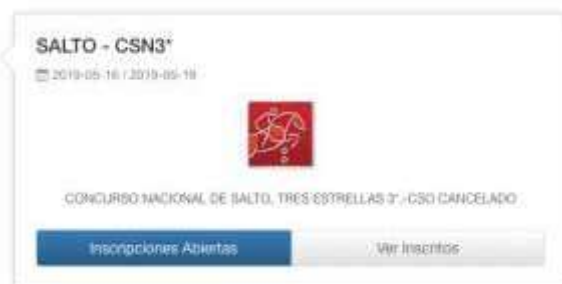 SALTO - CSN3*
2019-05-16 / 2019-05-19
CONCURSO NACIONAL DE SALTO, TRES ESTRELLAS 3*.-CSO CANCELADO
Inscripciones Abiertas
Ver Inscritos